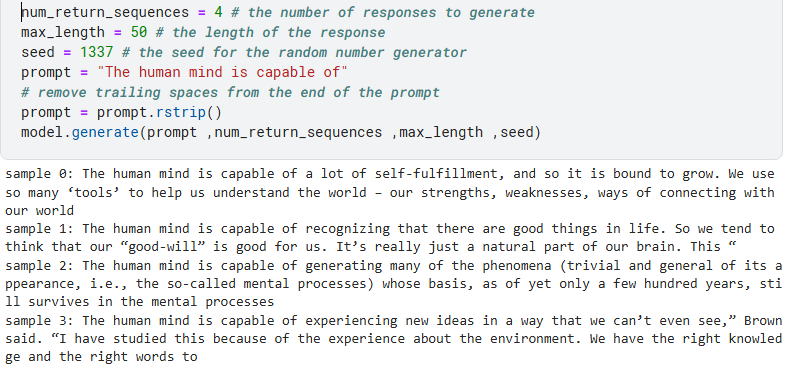 num_return_sequences = 4 # the number of responses to generate
max_length = 50 # the length of the response
seed = 1337 # the seed for the random number generator
prompt = "The human mind is capable of"
# remove trailing spaces from the end of the prompt
prompt = prompt.rstrip()
model.generate(prompt ,num_return_sequences ,max_length ,seed)
sample 0: The human mind is capable of a lot of self-fulfillment, and so it is bound to grow. We use
so many ‘tools’ to help us understand the world – our strengths, weaknesses, ways of connecting with
our world
sample 1: The human mind is capable of recognizing that there are good things in life. So we tend to
think that our “good-will” is good for us. It’s really just a natural part of our brain. This “
sample 2: The human mind is capable of generating many of the phenomena (trivial and general of its a
ppearance, i.e., the so-called mental processes) whose basis, as of yet only a few hundred years, sti
ll survives in the mental processes
sample 3: The human mind is capable of experiencing new ideas in a way that we can’t even see,” Brown
said. “I have studied this because of the experience about the environment. We have the right knowled
ge and the right words to